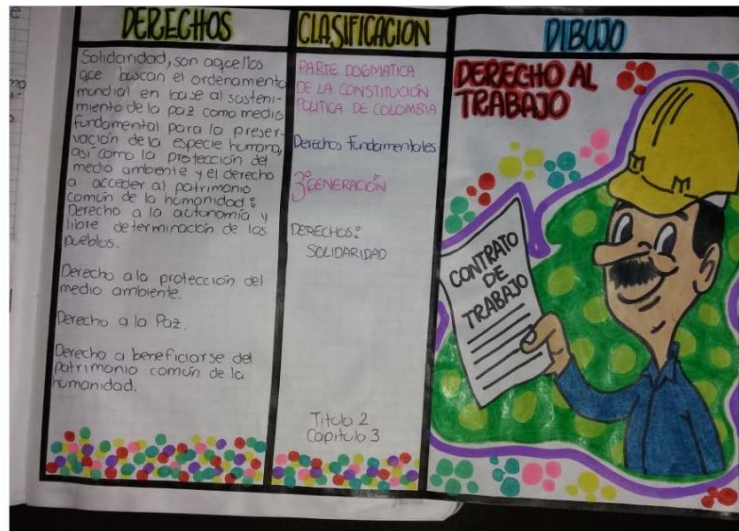 DERECHOS
Solidaridad, son aquellos
que buscan el ordenamento
mundial en base al sosteni-
miento de la paz como medio
fundamental para la preser-
vación de la especie humana,
así como la protección del
medio ambiente y el derecho
a acceder al patrimonio
común de la humanidad:
Derecho a la autonomía y
libre determinación de los
pueblos.
Derecho a la protección del
medio ambiente.
Derecho a la Paz.
Derecho a beneficiarse del
patrimonio común de la
humanidad.
CLASIFICACION
PARTE DOGMATICA
DE LA CONSTITUCIÓN
POLITICA DE COLOMBIA
Derechos Fundamentales
3º GENERACIÓN
DERECHOS:
SOLIDARIDAD
Titulo 2
Capitulo 3
DIBUJO
DERECHO AL
TRABAJO
CONTRATO
DE
TRABAJO